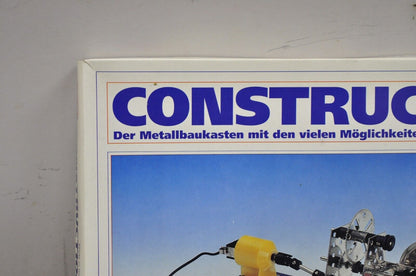 CONSTRUC
Der Metallbaukasten mit den vielen Möglichkeite